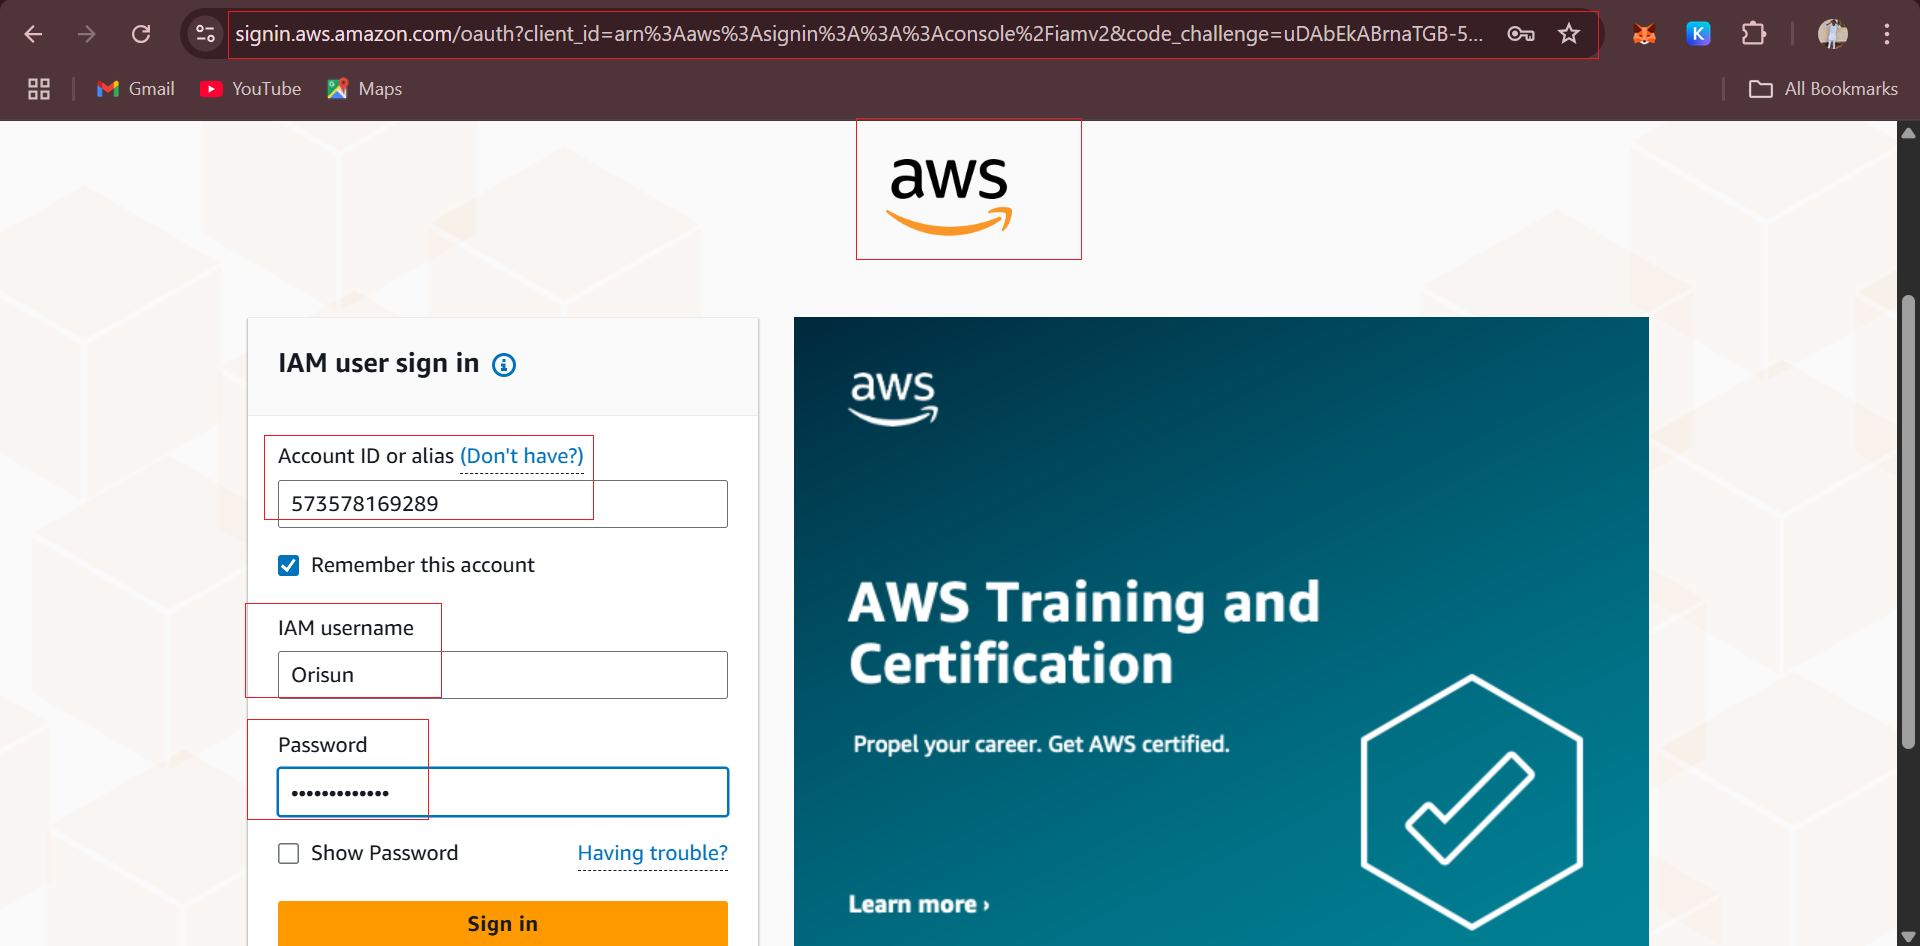 signin.aws.amazon.com/oauth?client_id=arn%3Aaws%3Asignin%3A%3A%3Aconsole%2Fiamv2&code_challenge=uDAbEkABrnaTGB-5...
K
Gmail
YouTube
Maps
All Bookmarks
aws
IAM user sign in
Account ID or alias (Don't have?)
573578169289
Remember this account
IAM username
Orisun
Password
•••••••••••••
Show Password
Having trouble?
Sign in
aws
AWS Training and
Certification
Propel your career. Get AWS certified.
Learn more ›